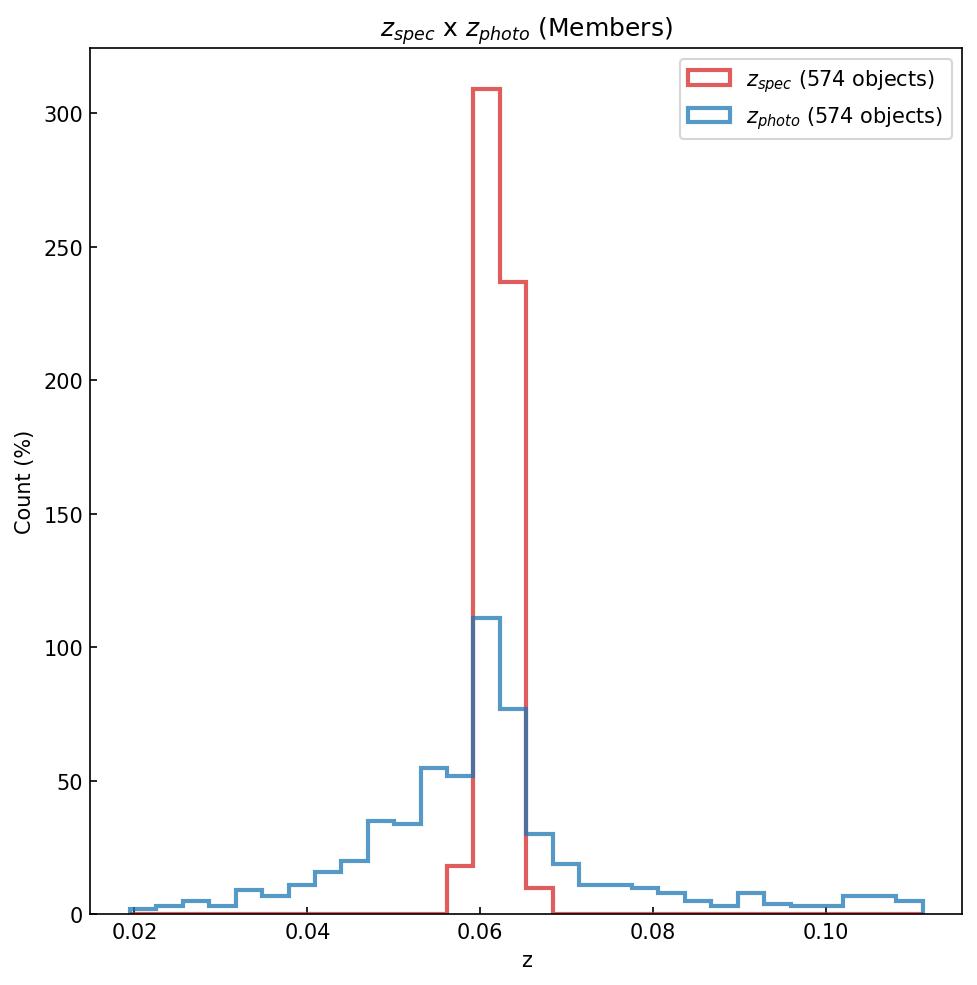 z_spec x z_photo (Members)
z_spec (574 objects)
z_photo (574 objects)
Count (%)
300
250
200
150
100
50
0
0.02 0.04 0.06 0.08 0.10
z